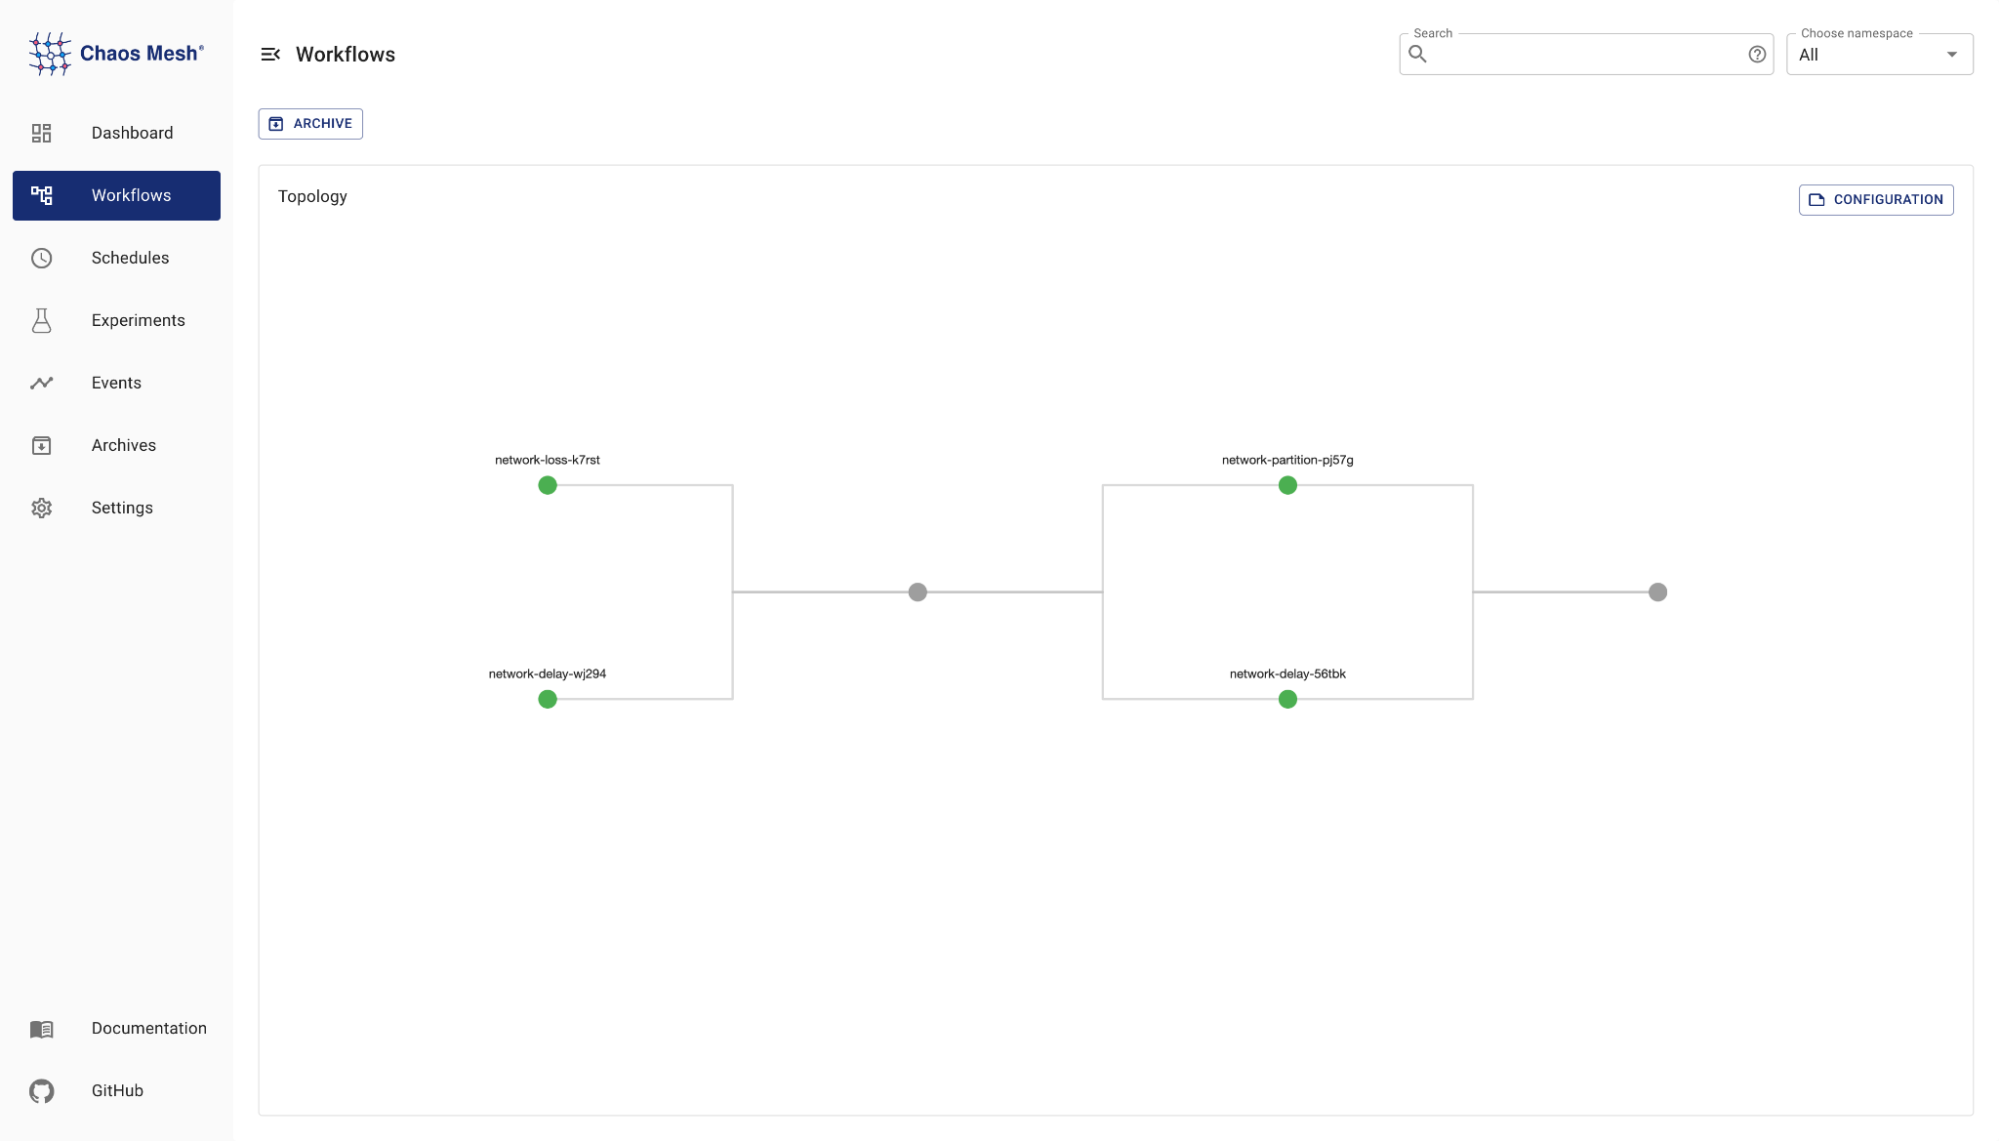 Chaos Mesh®
Dashboard
Workflows
Schedules
Experiments
Events
Archives
Settings
Documentation
GitHub
Workflows
Search
Choose namespace
All
ARCHIVE
Topology
CONFIGURATION
network-loss-k7rst
network-partition-pj57g
network-delay-wj294
network-delay-56tbk